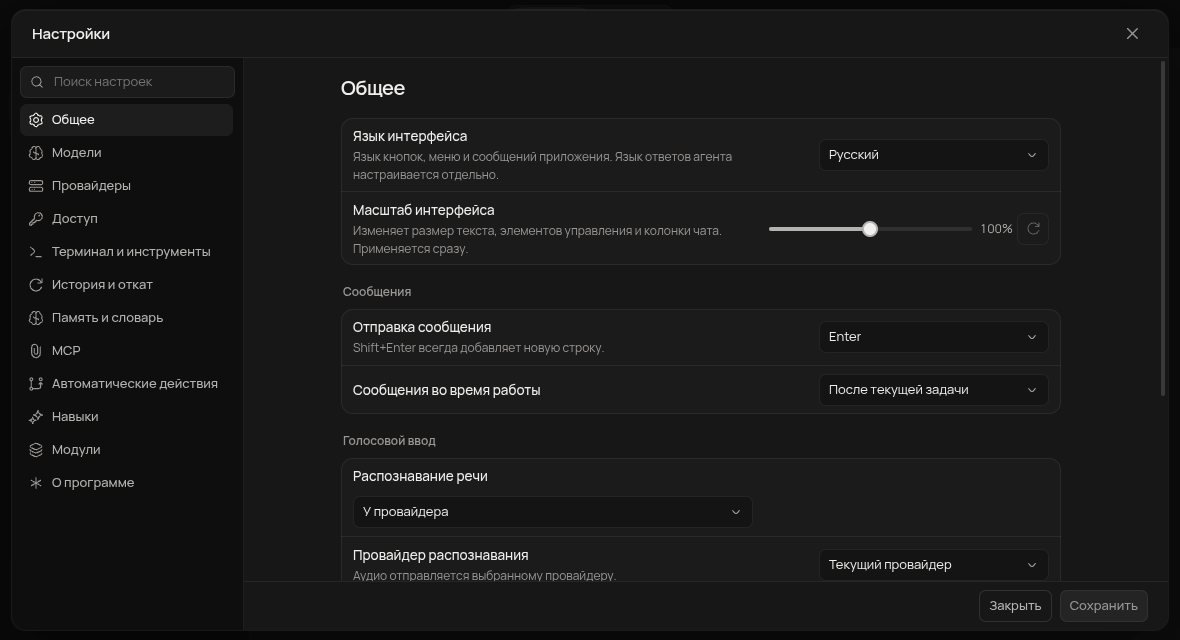 Настройки
Поиск настроек
Общее
Модели
Провайдеры
Доступ
Терминал и инструменты
История и откат
Память и словарь
MCP
Автоматические действия
Навыки
Модули
О программе
Общее
Язык интерфейса
Язык кнопок, меню и сообщений приложения. Язык ответов агента
настраивается отдельно.
Русский
Масштаб интерфейса
Изменяет размер текста, элементов управления и колонки чата.
Применяется сразу.
100%
Сообщения
Отправка сообщения
Shift+Enter всегда добавляет новую строку.
Enter
Сообщения во время работы
После текущей задачи
Голосовой ввод
Распознавание речи
У провайдера
Провайдер распознавания
Аудио отправляется выбранному провайдеру.
Текущий провайдер
Закрыть
Сохранить